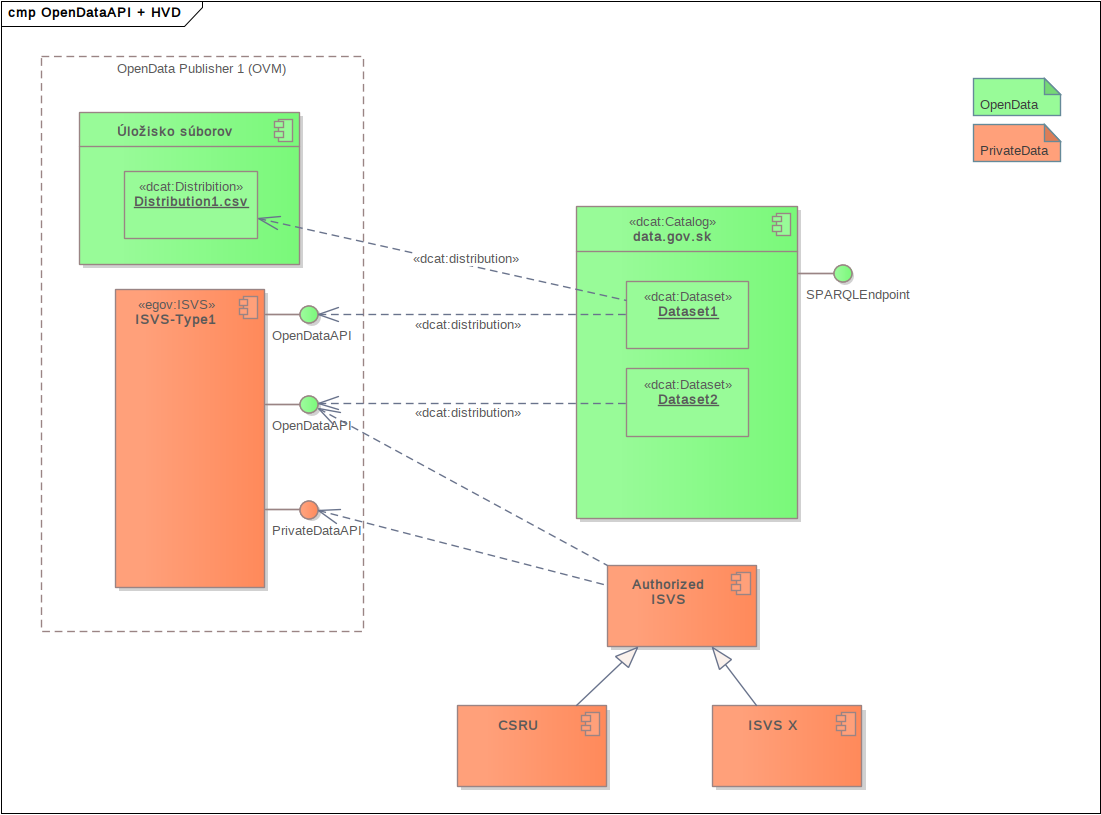 cmp OpenDataAPI + HVD
OpenData Publisher 1 (OVM)
Úložisko súborov
«dcat:Distribition»
Distribution1.csv
OpenData
PrivateData
«dcat:Catalog»
data.gov.sk
«dcat:distribution»
SPARQLEndpoint
«dcat:Dataset»
Dataset1
«egov:ISVS»
ISVS-Type1
OpenDataAPI
«dcat:distribution»
«dcat:Dataset»
Dataset2
OpenDataAPI
«dcat:distribution»
PrivateDataAPI
Authorized
ISVS
CSRU
ISVS X